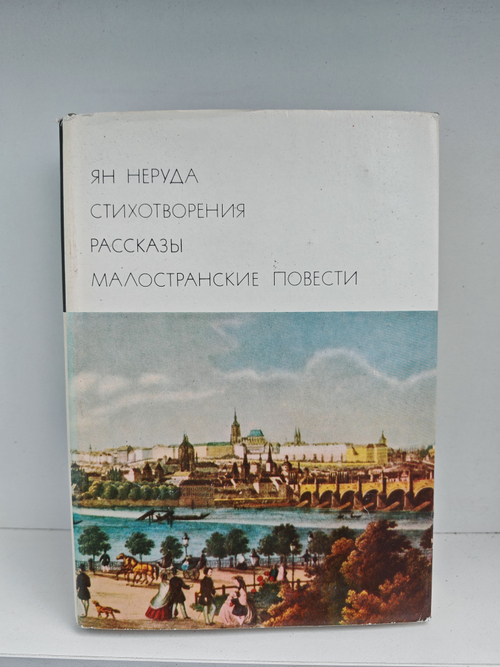 ЯН НЕРУДА
СТИХОТВОРЕНИЯ
РАССКАЗЫ
МАЛОСТРАНСКИЕ ПОВЕСТИ